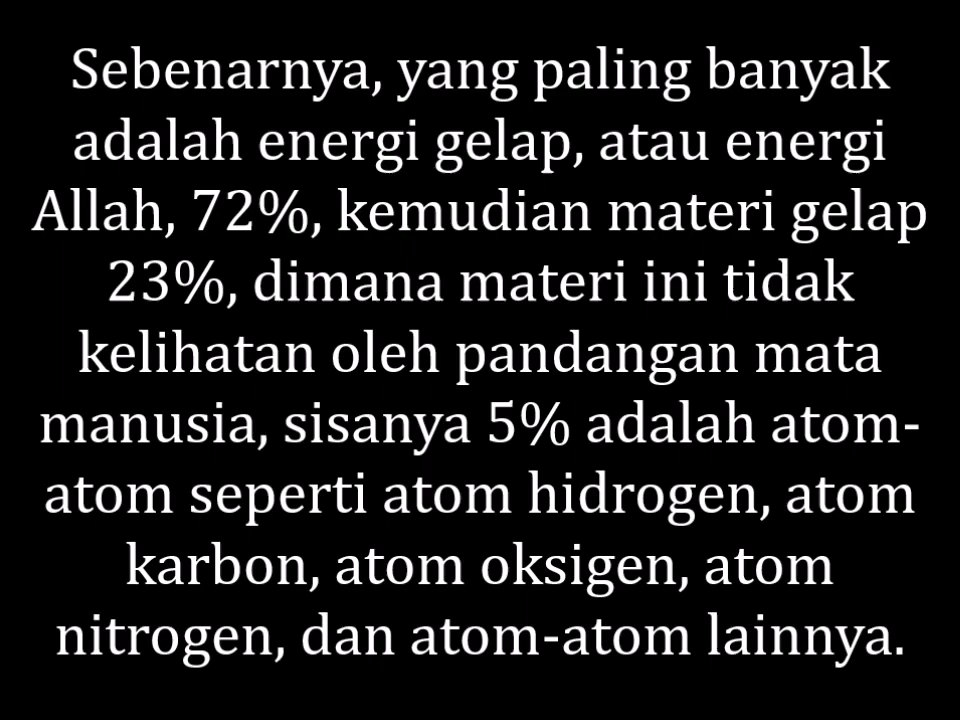 Sebenarnya, yang paling banyak
adalah energi gelap, atau energi
Allah, 72%, kemudian materi gelap
23%, dimana materi ini tidak
kelihatan oleh pandangan mata
manusia, sisanya 5% adalah atom-
atom seperti atom hidrogen, atom
karbon, atom oksigen, atom
nitrogen, dan atom-atom lainnya.